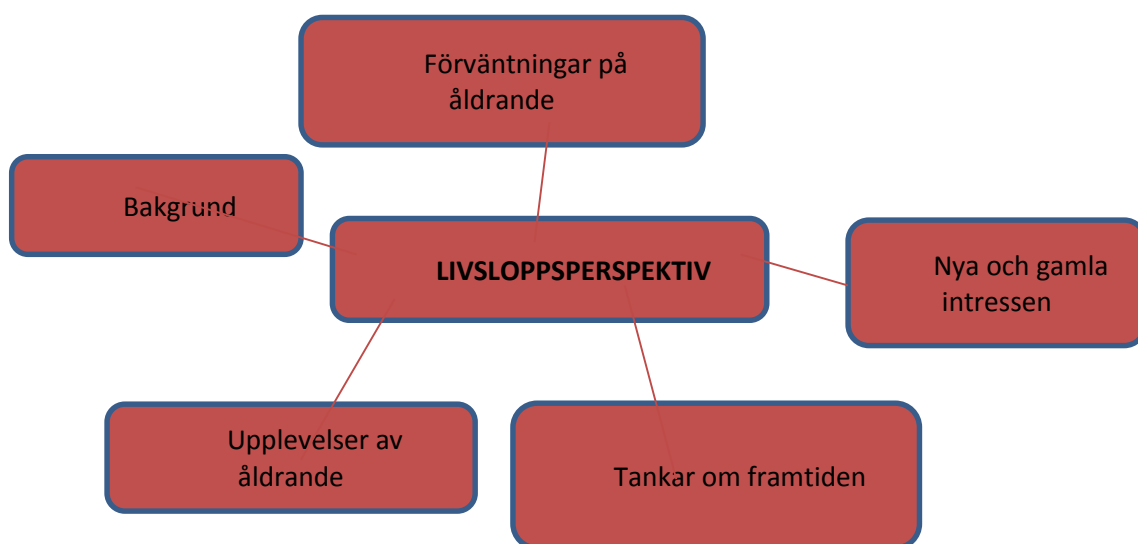 Förväntningar på
åldrande
Bakgrund
LIVSLOPPSPERSPEKTIV
Nya och gamla
intressen
Upplevelser av
åldrande
Tankar om framtiden